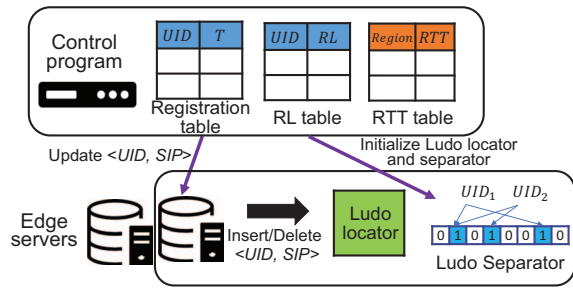 Control
program
UID T
UID RL
Region RTT
Registration
table
RL table
RTT table
Update <UID, SIP>
Initialize Ludo locator
and separator
Edge
servers
Insert/Delete
<UID, SIP>
Ludo
locator
UID1 UID2
0 1 0 1 0 0 1 0
Ludo Separator